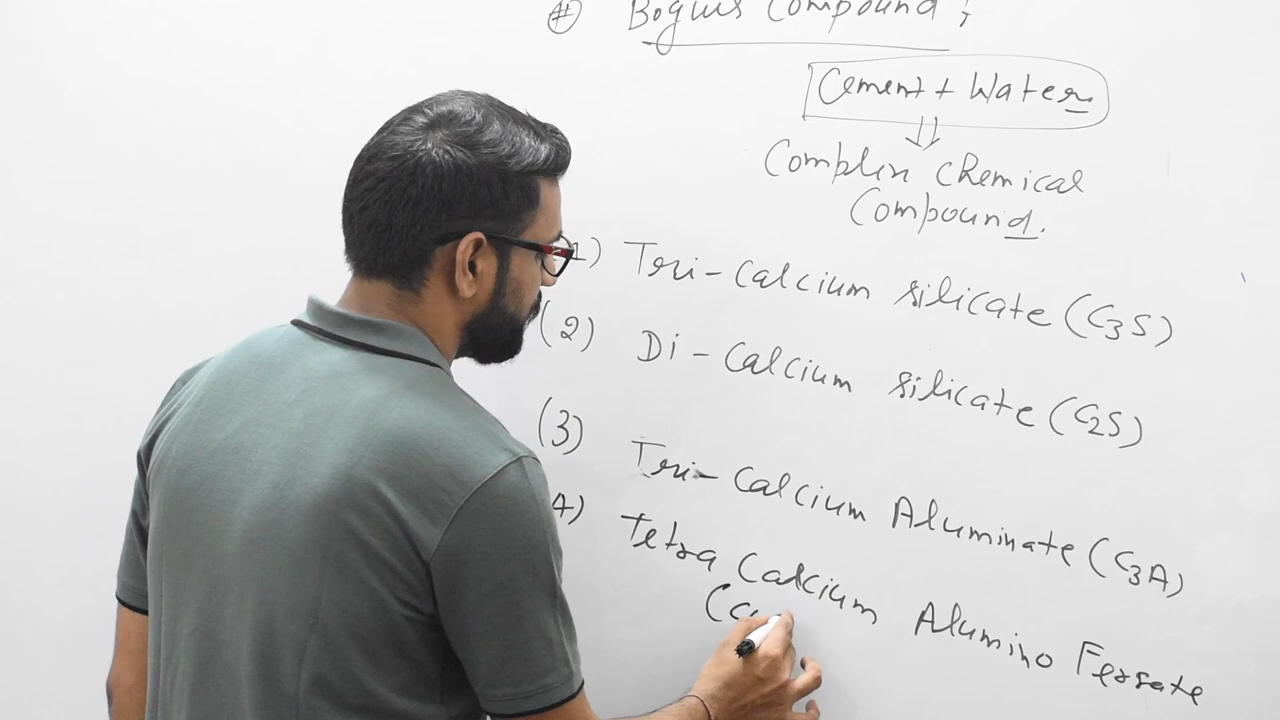 # Bogus Compound :
Cement + Water
⇓
Complex Chemical
Compound.
1) Tri-Calcium silicate (C3S)
(2) Di-Calcium silicate (C2S)
(3) Tri-Calcium Aluminate (C3A)
4) Tetra Calcium Alumino Ferrate
(C4